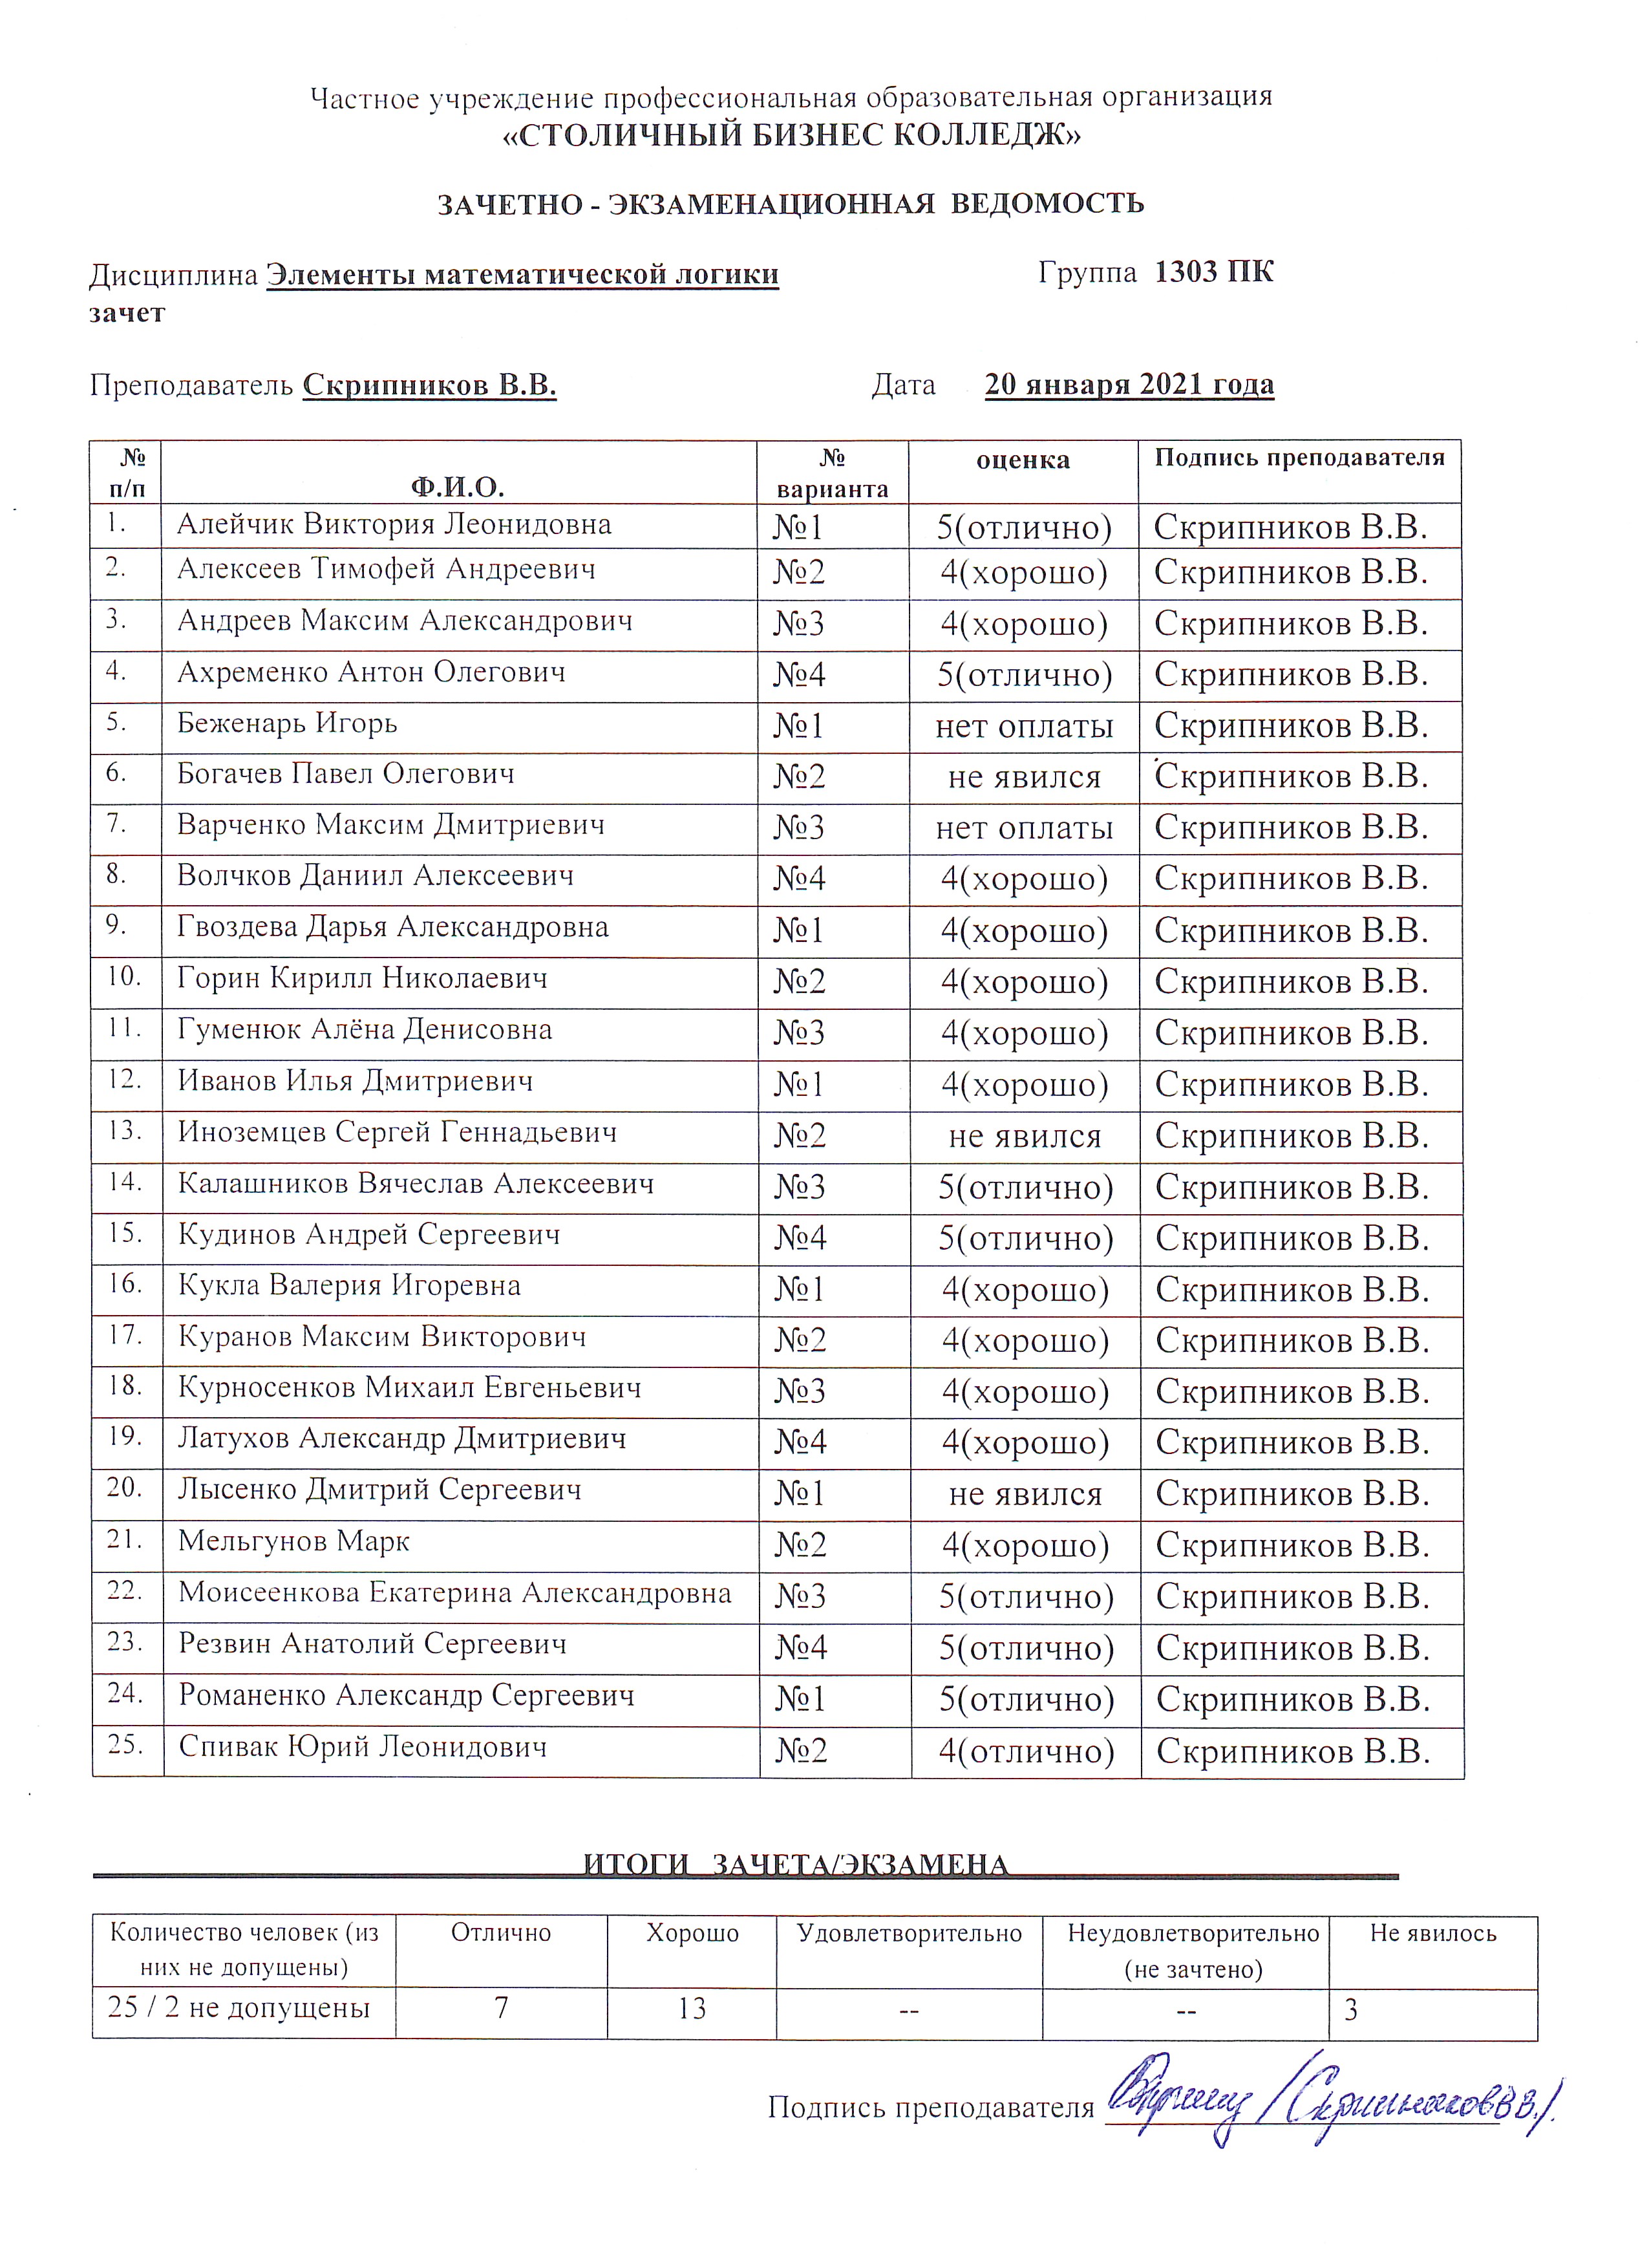 Частное учреждение профессиональная образовательная организация
«СТОЛИЧНЫЙ БИЗНЕС КОЛЛЕДЖ»
ЗАЧЕТНО - ЭКЗАМЕНАЦИОННАЯ ВЕДОМОСТЬ
Дисциплина Элементы математической логики Группа 1303 ПК
зачет
Преподаватель Скрипников В.В. Дата 20 января 2021 года
№ п/п Ф.И.О. № варианта оценка Подпись преподавателя
1. Алейчик Виктория Леонидовна №1 5(отлично) Скрипников В.В.
2. Алексеев Тимофей Андреевич №2 4(хорошо) Скрипников В.В.
3. Андреев Максим Александрович №3 4(хорошо) Скрипников В.В.
4. Ахременко Антон Олегович №4 5(отлично) Скрипников В.В.
5. Беженарь Игорь №1 нет оплаты Скрипников В.В.
6. Богачев Павел Олегович №2 не явился Скрипников В.В.
7. Варченко Максим Дмитриевич №3 нет оплаты Скрипников В.В.
8. Волчков Даниил Алексеевич №4 4(хорошо) Скрипников В.В.
9. Гвоздева Дарья Александровна №1 4(хорошо) Скрипников В.В.
10. Горин Кирилл Николаевич №2 4(хорошо) Скрипников В.В.
11. Гуменюк Алёна Денисовна №3 4(хорошо) Скрипников В.В.
12. Иванов Илья Дмитриевич №1 4(хорошо) Скрипников В.В.
13. Иноземцев Сергей Геннадьевич №2 не явился Скрипников В.В.
14. Калашников Вячеслав Алексеевич №3 5(отлично) Скрипников В.В.
15. Кудинов Андрей Сергеевич №4 5(отлично) Скрипников В.В.
16. Кукла Валерия Игоревна №1 4(хорошо) Скрипников В.В.
17. Куранов Максим Викторович №2 4(хорошо) Скрипников В.В.
18. Курносенков Михаил Евгеньевич №3 4(хорошо) Скрипников В.В.
19. Латухов Александр Дмитриевич №4 4(хорошо) Скрипников В.В.
20. Лысенко Дмитрий Сергеевич №1 не явился Скрипников В.В.
21. Мельгунов Марк №2 4(хорошо) Скрипников В.В.
22. Моисеенкова Екатерина Александровна №3 5(отлично) Скрипников В.В.
23. Резвин Анатолий Сергеевич №4 5(отлично) Скрипников В.В.
24. Романенко Александр Сергеевич №1 5(отлично) Скрипников В.В.
25. Спивак Юрий Леонидович №2 4(отлично) Скрипников В.В.
ИТОГИ ЗАЧЕТА/ЭКЗАМЕНА
Количество человек (из них не допущены) Отлично Хорошо Удовлетворительно Неудовлетворительно (не зачтено) Не явилось
25 / 2 не допущены 7 13 -- -- 3
Подпись преподавателя /Скрипников В.В./